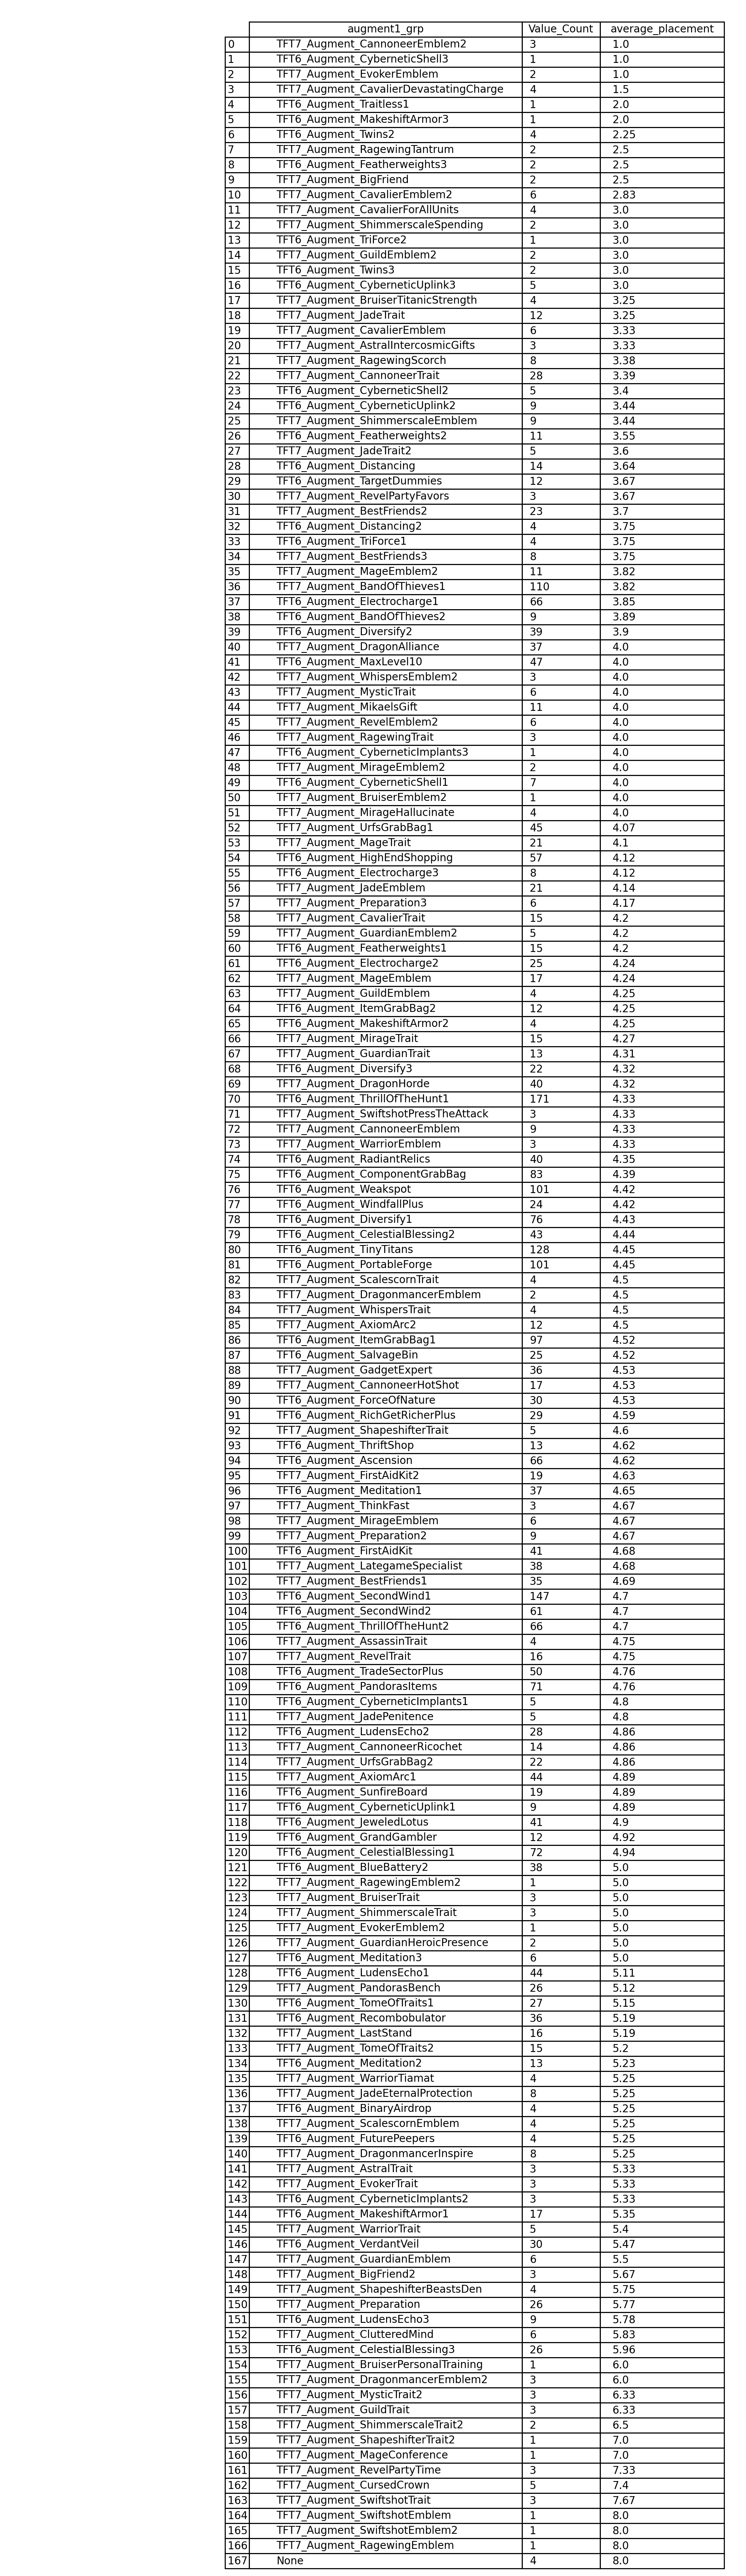 augment1_grp Value_Count average_placement
0 TFT7_Augment_CannoneerEmblem2 3 1.0
1 TFT6_Augment_CyberneticShell3 1 1.0
2 TFT7_Augment_EvokerEmblem 2 1.0
3 TFT7_Augment_CavalierDevastatingCharge 4 1.5
4 TFT6_Augment_Traitless1 1 2.0
5 TFT6_Augment_MakeshiftArmor3 1 2.0
6 TFT6_Augment_Twins2 4 2.25
7 TFT7_Augment_RagewingTantrum 2 2.5
8 TFT6_Augment_Featherweights3 2 2.5
9 TFT7_Augment_BigFriend 2 2.5
10 TFT7_Augment_CavalierEmblem2 6 2.83
11 TFT7_Augment_CavalierForAllUnits 4 3.0
12 TFT7_Augment_ShimmerscaleSpending 2 3.0
13 TFT6_Augment_TriForce2 1 3.0
14 TFT7_Augment_GuildEmblem2 2 3.0
15 TFT6_Augment_Twins3 2 3.0
16 TFT6_Augment_CyberneticUplink3 5 3.0
17 TFT7_Augment_BruiserTitanicStrength 4 3.25
18 TFT7_Augment_JadeTrait 12 3.25
19 TFT7_Augment_CavalierEmblem 6 3.33
20 TFT7_Augment_AstralIntercosmicGifts 3 3.33
21 TFT7_Augment_RagewingScorch 8 3.38
22 TFT7_Augment_CannoneerTrait 28 3.39
23 TFT6_Augment_CyberneticShell2 5 3.4
24 TFT6_Augment_CyberneticUplink2 9 3.44
25 TFT7_Augment_ShimmerscaleEmblem 9 3.44
26 TFT6_Augment_Featherweights2 11 3.55
27 TFT7_Augment_JadeTrait2 5 3.6
28 TFT6_Augment_Distancing 14 3.64
29 TFT6_Augment_TargetDummies 12 3.67
30 TFT7_Augment_RevelPartyFavors 3 3.67
31 TFT7_Augment_BestFriends2 23 3.7
32 TFT6_Augment_Distancing2 4 3.75
33 TFT6_Augment_TriForce1 4 3.75
34 TFT7_Augment_BestFriends3 8 3.75
35 TFT7_Augment_MageEmblem2 11 3.82
36 TFT7_Augment_BandOfThieves1 110 3.82
37 TFT6_Augment_Electrocharge1 66 3.85
38 TFT6_Augment_BandOfThieves2 9 3.89
39 TFT6_Augment_Diversify2 39 3.9
40 TFT7_Augment_DragonAlliance 37 4.0
41 TFT6_Augment_MaxLevel10 47 4.0
42 TFT7_Augment_WhispersEmblem2 3 4.0
43 TFT7_Augment_MysticTrait 6 4.0
44 TFT7_Augment_MikaelsGift 11 4.0
45 TFT7_Augment_RevelEmblem2 6 4.0
46 TFT7_Augment_RagewingTrait 3 4.0
47 TFT6_Augment_CyberneticImplants3 1 4.0
48 TFT7_Augment_MirageEmblem2 2 4.0
49 TFT6_Augment_CyberneticShell1 7 4.0
50 TFT7_Augment_BruiserEmblem2 1 4.0
51 TFT7_Augment_MirageHallucinate 4 4.0
52 TFT7_Augment_UrfsGrabBag1 45 4.07
53 TFT7_Augment_MageTrait 21 4.1
54 TFT6_Augment_HighEndShopping 57 4.12
55 TFT6_Augment_Electrocharge3 8 4.12
56 TFT7_Augment_JadeEmblem 21 4.14
57 TFT7_Augment_Preparation3 6 4.17
58 TFT7_Augment_CavalierTrait 15 4.2
59 TFT7_Augment_GuardianEmblem2 5 4.2
60 TFT6_Augment_Featherweights1 15 4.2
61 TFT6_Augment_Electrocharge2 25 4.24
62 TFT7_Augment_MageEmblem 17 4.24
63 TFT7_Augment_GuildEmblem 4 4.25
64 TFT6_Augment_ItemGrabBag2 12 4.25
65 TFT6_Augment_MakeshiftArmor2 4 4.25
66 TFT7_Augment_MirageTrait 15 4.27
67 TFT7_Augment_GuardianTrait 13 4.31
68 TFT6_Augment_Diversify3 22 4.32
69 TFT7_Augment_DragonHorde 40 4.32
70 TFT6_Augment_ThrillOfTheHunt1 171 4.33
71 TFT7_Augment_SwiftshotPressTheAttack 3 4.33
72 TFT7_Augment_CannoneerEmblem 9 4.33
73 TFT7_Augment_WarriorEmblem 3 4.33
74 TFT6_Augment_RadiantRelics 40 4.35
75 TFT6_Augment_ComponentGrabBag 83 4.39
76 TFT6_Augment_Weakspot 101 4.42
77 TFT6_Augment_WindfallPlus 24 4.42
78 TFT6_Augment_Diversify1 76 4.43
79 TFT6_Augment_CelestialBlessing2 43 4.44
80 TFT6_Augment_TinyTitans 128 4.45
81 TFT6_Augment_PortableForge 101 4.45
82 TFT7_Augment_ScalescornTrait 4 4.5
83 TFT7_Augment_DragonmancerEmblem 2 4.5
84 TFT7_Augment_WhispersTrait 4 4.5
85 TFT7_Augment_AxiomArc2 12 4.5
86 TFT6_Augment_ItemGrabBag1 97 4.52
87 TFT6_Augment_SalvageBin 25 4.52
88 TFT7_Augment_GadgetExpert 36 4.53
89 TFT7_Augment_CannoneerHotShot 17 4.53
90 TFT6_Augment_ForceOfNature 30 4.53
91 TFT6_Augment_RichGetRicherPlus 29 4.59
92 TFT7_Augment_ShapeshifterTrait 5 4.6
93 TFT6_Augment_ThriftShop 13 4.62
94 TFT6_Augment_Ascension 66 4.62
95 TFT7_Augment_FirstAidKit2 19 4.63
96 TFT6_Augment_Meditation1 37 4.65
97 TFT7_Augment_ThinkFast 3 4.67
98 TFT7_Augment_MirageEmblem 6 4.67
99 TFT7_Augment_Preparation2 9 4.67
100 TFT6_Augment_FirstAidKit 41 4.68
101 TFT7_Augment_LategameSpecialist 38 4.68
102 TFT7_Augment_BestFriends1 35 4.69
103 TFT6_Augment_SecondWind1 147 4.7
104 TFT6_Augment_SecondWind2 61 4.7
105 TFT6_Augment_ThrillOfTheHunt2 66 4.7
106 TFT7_Augment_AssassinTrait 4 4.75
107 TFT7_Augment_RevelTrait 16 4.75
108 TFT6_Augment_TradeSectorPlus 50 4.76
109 TFT6_Augment_PandorasItems 71 4.76
110 TFT6_Augment_CyberneticImplants1 5 4.8
111 TFT7_Augment_JadePenitence 5 4.8
112 TFT6_Augment_LudensEcho2 28 4.86
113 TFT7_Augment_CannoneerRicochet 14 4.86
114 TFT7_Augment_UrfsGrabBag2 22 4.86
115 TFT7_Augment_AxiomArc1 44 4.89
116 TFT6_Augment_SunfireBoard 19 4.89
117 TFT6_Augment_CyberneticUplink1 9 4.89
118 TFT6_Augment_JeweledLotus 41 4.9
119 TFT6_Augment_GrandGambler 12 4.92
120 TFT6_Augment_CelestialBlessing1 72 4.94
121 TFT6_Augment_BlueBattery2 38 5.0
122 TFT7_Augment_RagewingEmblem2 1 5.0
123 TFT7_Augment_BruiserTrait 3 5.0
124 TFT7_Augment_ShimmerscaleTrait 3 5.0
125 TFT7_Augment_EvokerEmblem2 1 5.0
126 TFT7_Augment_GuardianHeroicPresence 2 5.0
127 TFT6_Augment_Meditation3 6 5.0
128 TFT6_Augment_LudensEcho1 44 5.11
129 TFT7_Augment_PandorasBench 26 5.12
130 TFT6_Augment_TomeOfTraits1 27 5.15
131 TFT6_Augment_Recombobulator 36 5.19
132 TFT7_Augment_LastStand 16 5.19
133 TFT7_Augment_TomeOfTraits2 15 5.2
134 TFT6_Augment_Meditation2 13 5.23
135 TFT7_Augment_WarriorTiamat 4 5.25
136 TFT7_Augment_JadeEternalProtection 8 5.25
137 TFT6_Augment_BinaryAirdrop 4 5.25
138 TFT7_Augment_ScalescornEmblem 4 5.25
139 TFT6_Augment_FuturePeepers 4 5.25
140 TFT7_Augment_DragonmancerInspire 8 5.25
141 TFT7_Augment_AstralTrait 3 5.33
142 TFT7_Augment_EvokerTrait 3 5.33
143 TFT6_Augment_CyberneticImplants2 3 5.33
144 TFT6_Augment_MakeshiftArmor1 17 5.35
145 TFT7_Augment_WarriorTrait 5 5.4
146 TFT6_Augment_VerdantVeil 30 5.47
147 TFT7_Augment_GuardianEmblem 6 5.5
148 TFT7_Augment_BigFriend2 3 5.67
149 TFT7_Augment_ShapeshifterBeastsDen 4 5.75
150 TFT7_Augment_Preparation 26 5.77
151 TFT6_Augment_LudensEcho3 9 5.78
152 TFT7_Augment_ClutteredMind 6 5.83
153 TFT6_Augment_CelestialBlessing3 26 5.96
154 TFT7_Augment_BruiserPersonalTraining 1 6.0
155 TFT7_Augment_DragonmancerEmblem2 3 6.0
156 TFT7_Augment_MysticTrait2 3 6.33
157 TFT7_Augment_GuildTrait 3 6.33
158 TFT7_Augment_ShimmerscaleTrait2 2 6.5
159 TFT7_Augment_ShapeshifterTrait2 1 7.0
160 TFT7_Augment_MageConference 1 7.0
161 TFT7_Augment_RevelPartyTime 3 7.33
162 TFT7_Augment_CursedCrown 5 7.4
163 TFT7_Augment_SwiftshotTrait 3 7.67
164 TFT7_Augment_SwiftshotEmblem 1 8.0
165 TFT7_Augment_SwiftshotEmblem2 1 8.0
166 TFT7_Augment_RagewingEmblem 1 8.0
167 None 4 8.0